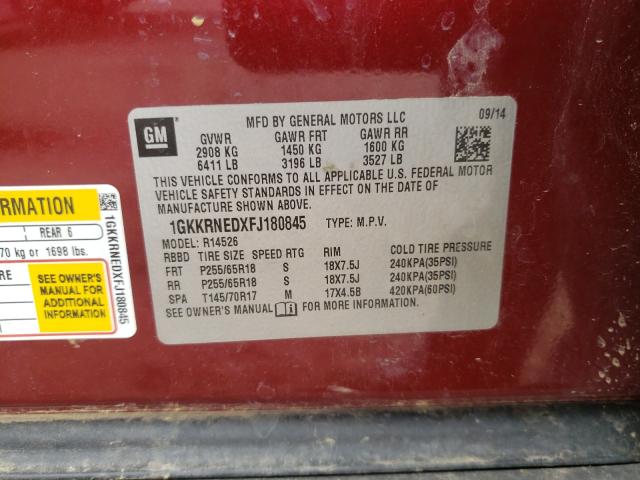 GM
MFD BY GENERAL MOTORS LLC
09/14
GVWR GAWR FRT GAWR RR
2908 KG 1450 KG 1600 KG
6411 LB 3196 LB 3527 LB
THIS VEHICLE CONFORMS TO ALL APPLICABLE U.S. FEDERAL MOTOR
VEHICLE SAFETY STANDARDS IN EFFECT ON THE DATE OF
MANUFACTURE SHOWN ABOVE.
1GKKRNEDXFJ180845 TYPE: M.P.V.
MODEL: R14526
RBBD TIRE SIZE SPEED RTG RIM COLD TIRE PRESSURE
FRT P255/65R18 S 18X7.5J 240KPA(35PSI)
RR P255/65R18 S 18X7.5J 240KPA(35PSI)
SPA T145/70R17 M 17X4.5B 420KPA(60PSI)
SEE OWNER'S MANUAL FOR MORE INFORMATION.
REAR 6
kg or 1698 lbs.
SEE OWNER'S
MANUAL FOR
ADDITIONAL
INFORMATION
1GKKRNEDXFJ180845